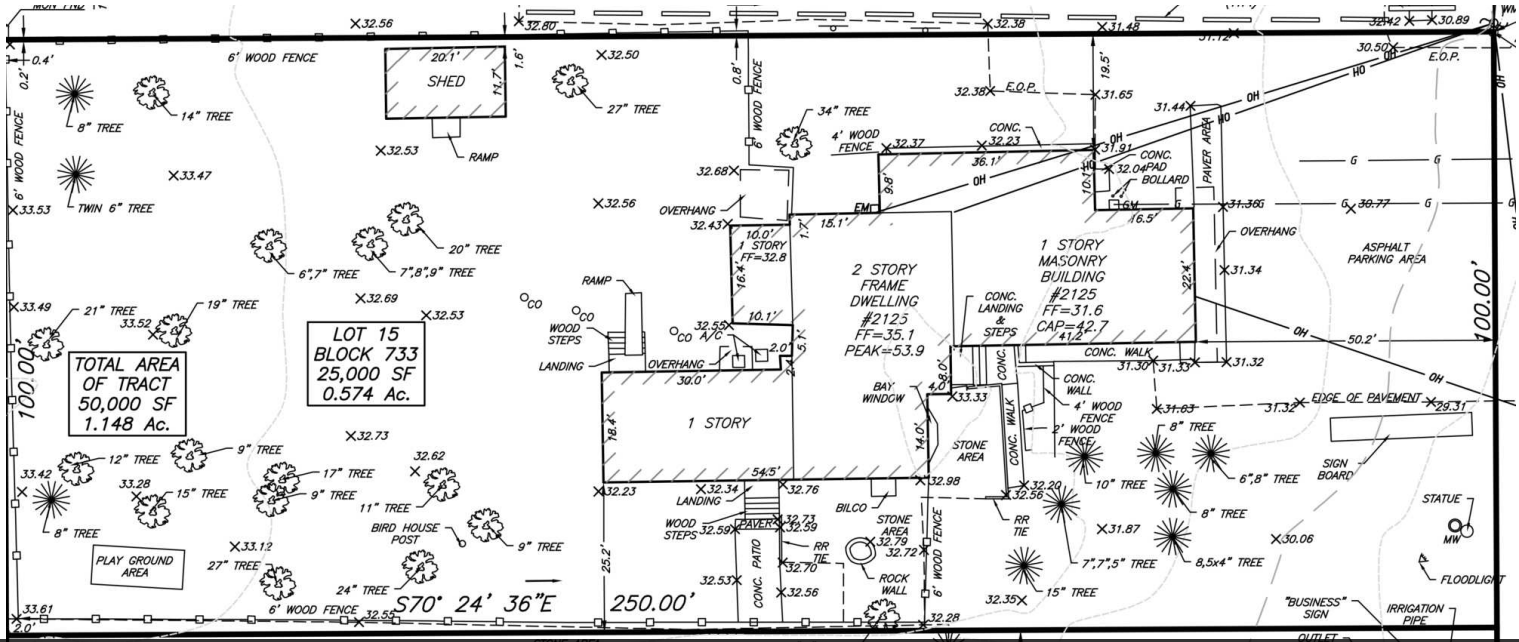 MON FND
32.56
32.80
32.38
31.48
32.42
30.89
WM
0.4'
0.2'
6' WOOD FENCE
20.1'
SHED
11.7'
1.6'
32.50
0.8'
19.5'
31.12
30.50
E.O.P.
OH
OH
OH
HO
8" TREE
14" TREE
27" TREE
6' WOOD FENCE
34" TREE
32.38
E.O.P.
31.65
31.44
OH
HO
6' WOOD FENCE
32.53
RAMP
4' WOOD
FENCE
32.37
CONC.
32.23
31.91
OH
HO
PAVER AREA
33.47
32.68
36.1'
9.8'
10.1'
32.04
CONC.
PAD
BOLLARD
OH
OH
G
G
33.53
TWIN 6" TREE
32.56
OVERHANG
32.43
EM
GM
G
31.36
G
G
30.77
G
G
OH
20" TREE
15.1'
1.7'
16.5'
OVERHANG
6",7" TREE
7",8",9" TREE
10.0'
1 STORY
FF=32.8
16.4'
2 STORY
FRAME
DWELLING
#2125
FF=35.1
PEAK=53.9
1 STORY
MASONRY
BUILDING
#2125
FF=31.6
CAP=42.7
22.4'
ASPHALT
PARKING AREA
31.34
RAMP
32.69
32.53
CO
CO
CO
33.49
21" TREE
33.52
19" TREE
LOT 15
BLOCK 733
25,000 SF
0.574 Ac.
WOOD
STEPS
LANDING
32.55
10.1'
A/C
2.0'
5.1'
OVERHANG
CONC.
LANDING
&
STEPS
41.2'
OH
50.2'
100.00'
TOTAL AREA
OF TRACT
50,000 SF
1.148 Ac.
100.00'
30.0'
8.0'
4.0'
33.33
CONC.
CONC. WALK
31.30
31.33
31.32
OH
BAY
WINDOW
CONC.
WALL
4' WOOD
FENCE
2' WOOD
FENCE
31.63
31.32
EDGE OF PAVEMENT
29.31
18.4'
1 STORY
14.0'
STONE
AREA
CONC. WALK
32.73
9" TREE
12" TREE
17" TREE
32.62
54.5'
10" TREE
8" TREE
6",8" TREE
SIGN
BOARD
33.42
33.28
15" TREE
9" TREE
11" TREE
32.23
32.34
32.76
32.98
LANDING
BILCO
32.56
32.20
STATUE
8" TREE
WOOD
STEPS
32.59
PAVER
32.73
32.59
STONE
AREA
RR
TIE
8" TREE
31.87
30.06
MW
33.12
BIRD HOUSE
POST
9" TREE
32.79
32.72
7",7",5" TREE
8,5x4" TREE
PLAY GROUND
AREA
27" TREE
24" TREE
25.2'
32.53
CONC. PATIO
RR
TIE
32.70
32.56
ROCK
WALL
6' WOOD FENCE
32.35
15" TREE
FLOODLIGHT
33.61
2.0'
6' WOOD FENCE
32.55
S70° 24' 36"E
250.00'
32.28
"BUSINESS"
SIGN
IRRIGATION
PIPE
OUTLET